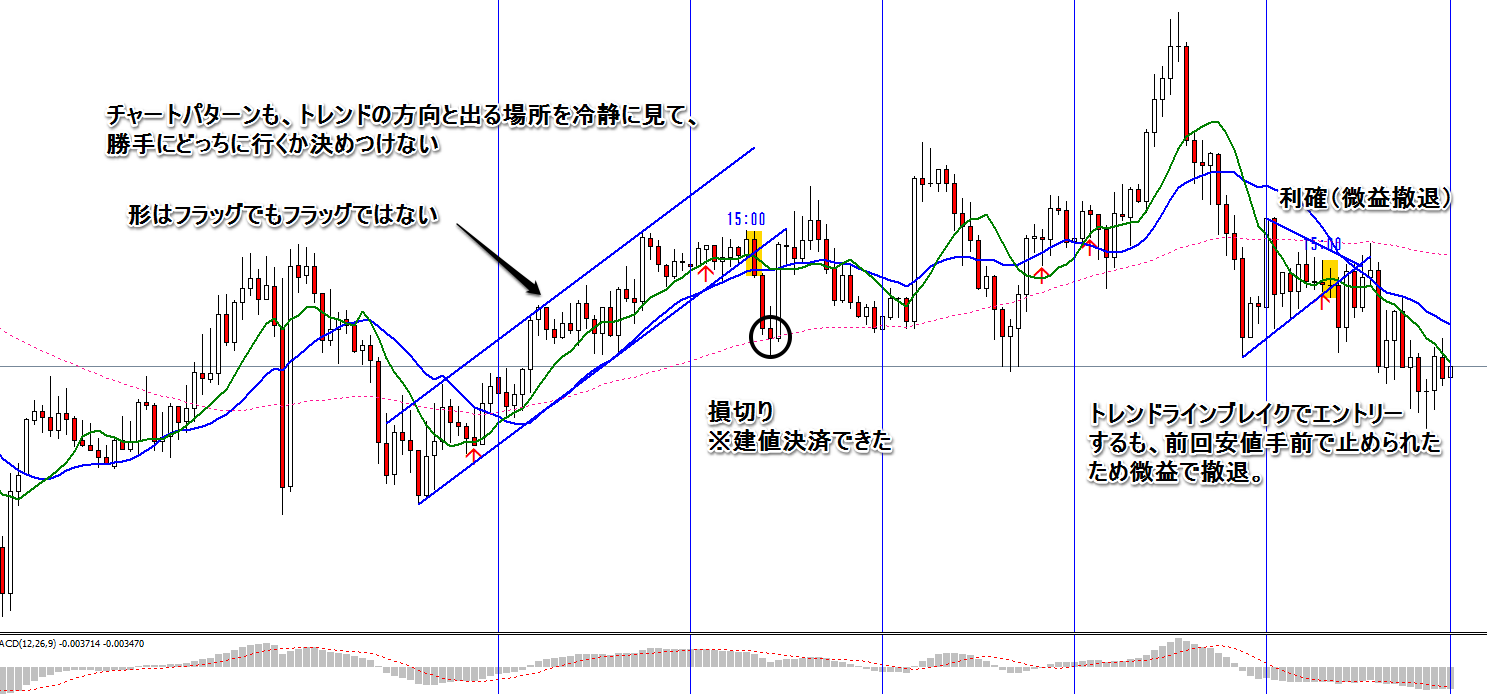 チャートパターンも、トレンドの方向と出る場所を冷静に見て、
勝手にどっちに行くか決めつけない
形はフラッグでもフラッグではない
15:00
利確（微益撤退）
15:00
損切り
※建値決済できた
トレンドラインブレイクでエントリー
するも、前回安値手前で止められた
ため微益で撤退。
ACD(12,26,9) -0.003714 -0.003470